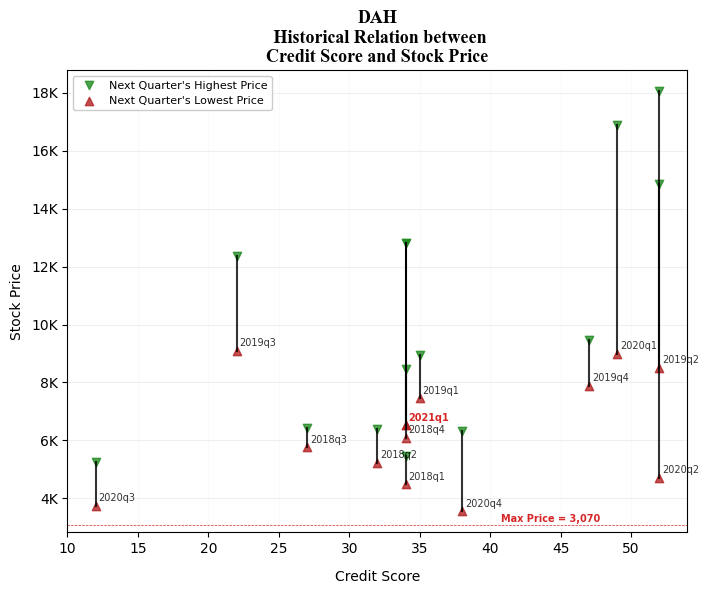 DAH
Historical Relation between
Credit Score and Stock Price
Next Quarter's Highest Price
Next Quarter's Lowest Price
18K
16K
14K
12K
10K
8K
6K
4K
Stock Price
2020q1
2019q2
2019q3
2019q4
2019q1
2021q1
2018q4
2018q3
2018q2
2018q1
2020q2
2020q3
2020q4
Max Price = 3,070
10 15 20 25 30 35 40 45 50
Credit Score